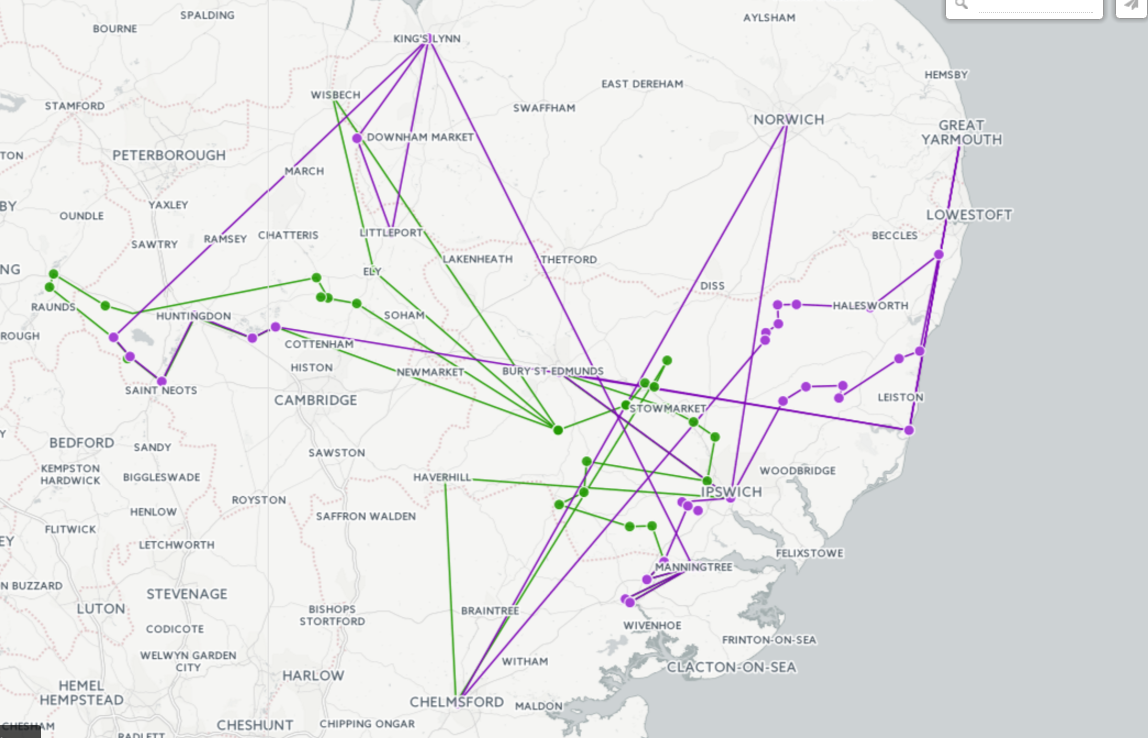 SPALDING
AYLSHAM
BOURNE
KING'S LYNN
HEMSBY
EAST DEREHAM
WISBECH
STAMFORD
SWAFFHAM
NORWICH
GREAT
YARMOUTH
DOWNHAM MARKET
TON
PETERBOROUGH
MARCH
BY
YAXLEY
OUNDLE
LOWESTOFT
RAMSEY
CHATTERIS
LITTLEPORT
BECCLES
SAWTRY
NG
LAKENHEATH
THETFORD
ELY
DISS
RAUNDS
HUNTINGDON
SOHAM
HALESWORTH
ROUGH
COTTENHAM
HISTON
NEWMARKET
BURY ST EDMUNDS
SAINT NEOTS
CAMBRIDGE
STOWMARKET
LEISTON
Y
BEDFORD
SANDY
SAWSTON
KEMPSTON
HARDWICK
BIGGLESWADE
HAVERHILL
WOODBRIDGE
ROYSTON
IPSWICH
HENLOW
SAFFRON WALDEN
FLITWICK
EY
LETCHWORTH
FELIXSTOWE
MANNINGTREE
N BUZZARD
STEVENAGE
LUTON
BISHOPS
STORTFORD
BRAINTREE
CODICOTE
WIVENHOE
FRINTON-ON-SEA
WELWYN GARDEN
CITY
WITHAM
CLACTON-ON-SEA
HARLOW
HEMEL
HEMPSTEAD
CHELMSFORD
MALDON
CHESHAM
CHESHUNT
CHIPPING ONGAR
RADLETT